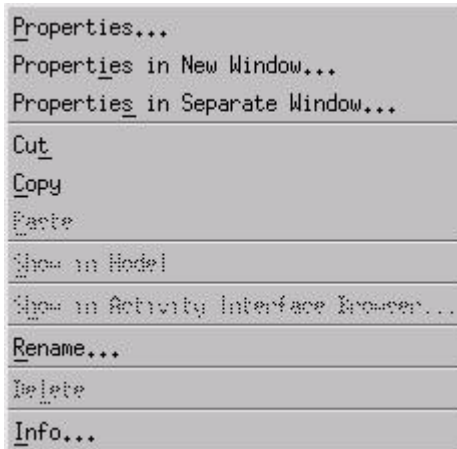 Properties...
Properties in New Window...
Properties in Separate Window...
Cut
Copy
Paste
Show in Model
Show in Activity Interface Browser...
Rename...
Delete
Info...